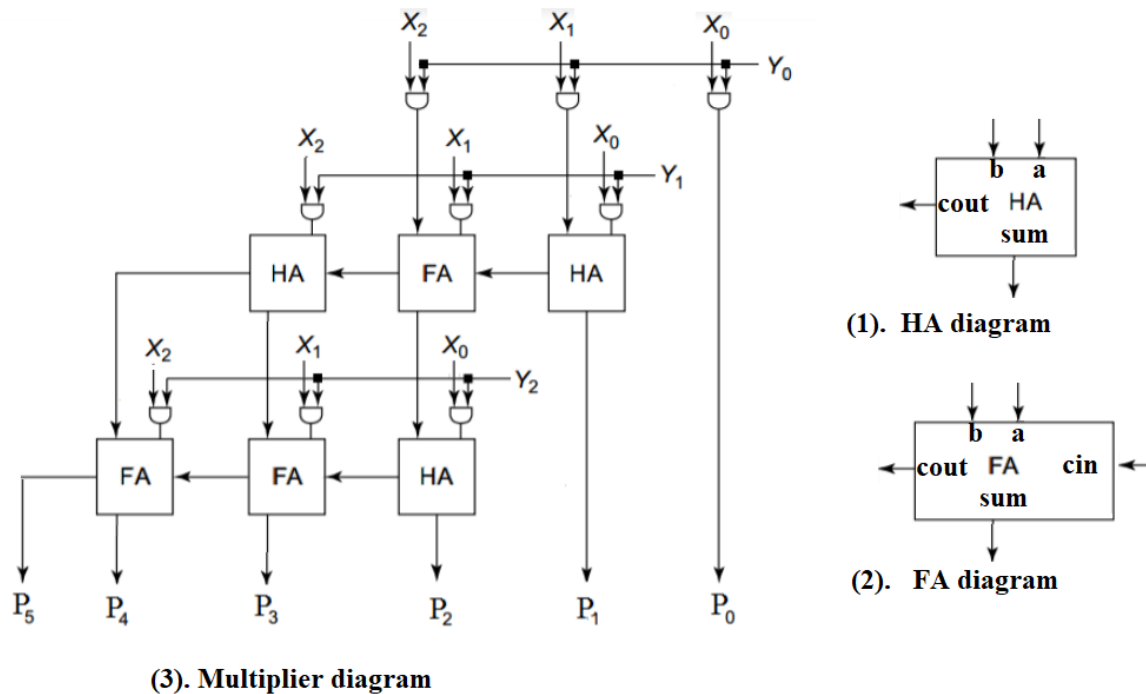 X2 X1 X0
Y0
X2 X1 X0
Y1
HA FA HA
X2 X1 X0
Y2
FA FA HA
P5 P4 P3 P2 P1 P0
(3). Multiplier diagram
b a
cout HA
sum
(1). HA diagram
b a
cout FA cin
sum
(2). FA diagram